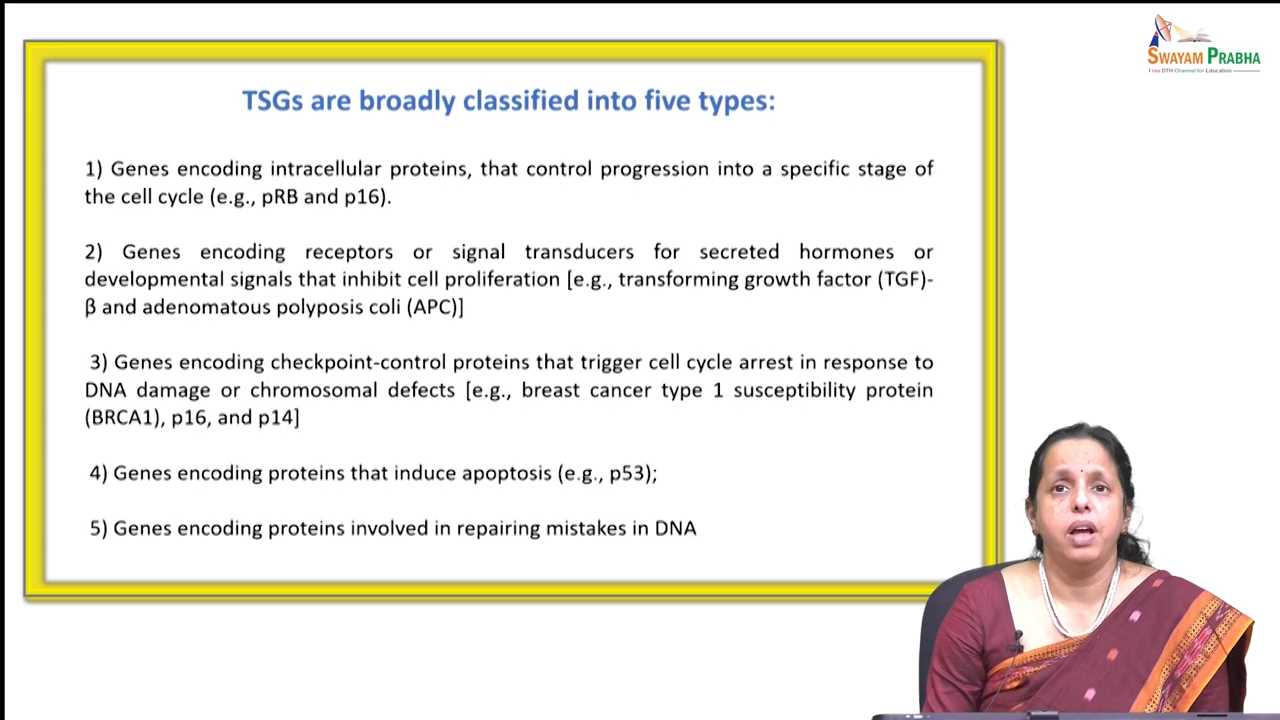 SWAYAM PRABHA
Free DTH Channel for Education
TSGs are broadly classified into five types:
1) Genes encoding intracellular proteins, that control progression into a specific stage of
the cell cycle (e.g., pRB and p16).
2) Genes encoding receptors or signal transducers for secreted hormones or
developmental signals that inhibit cell proliferation [e.g., transforming growth factor (TGF)-
β and adenomatous polyposis coli (APC)]
3) Genes encoding checkpoint-control proteins that trigger cell cycle arrest in response to
DNA damage or chromosomal defects [e.g., breast cancer type 1 susceptibility protein
(BRCA1), p16, and p14]
4) Genes encoding proteins that induce apoptosis (e.g., p53);
5) Genes encoding proteins involved in repairing mistakes in DNA